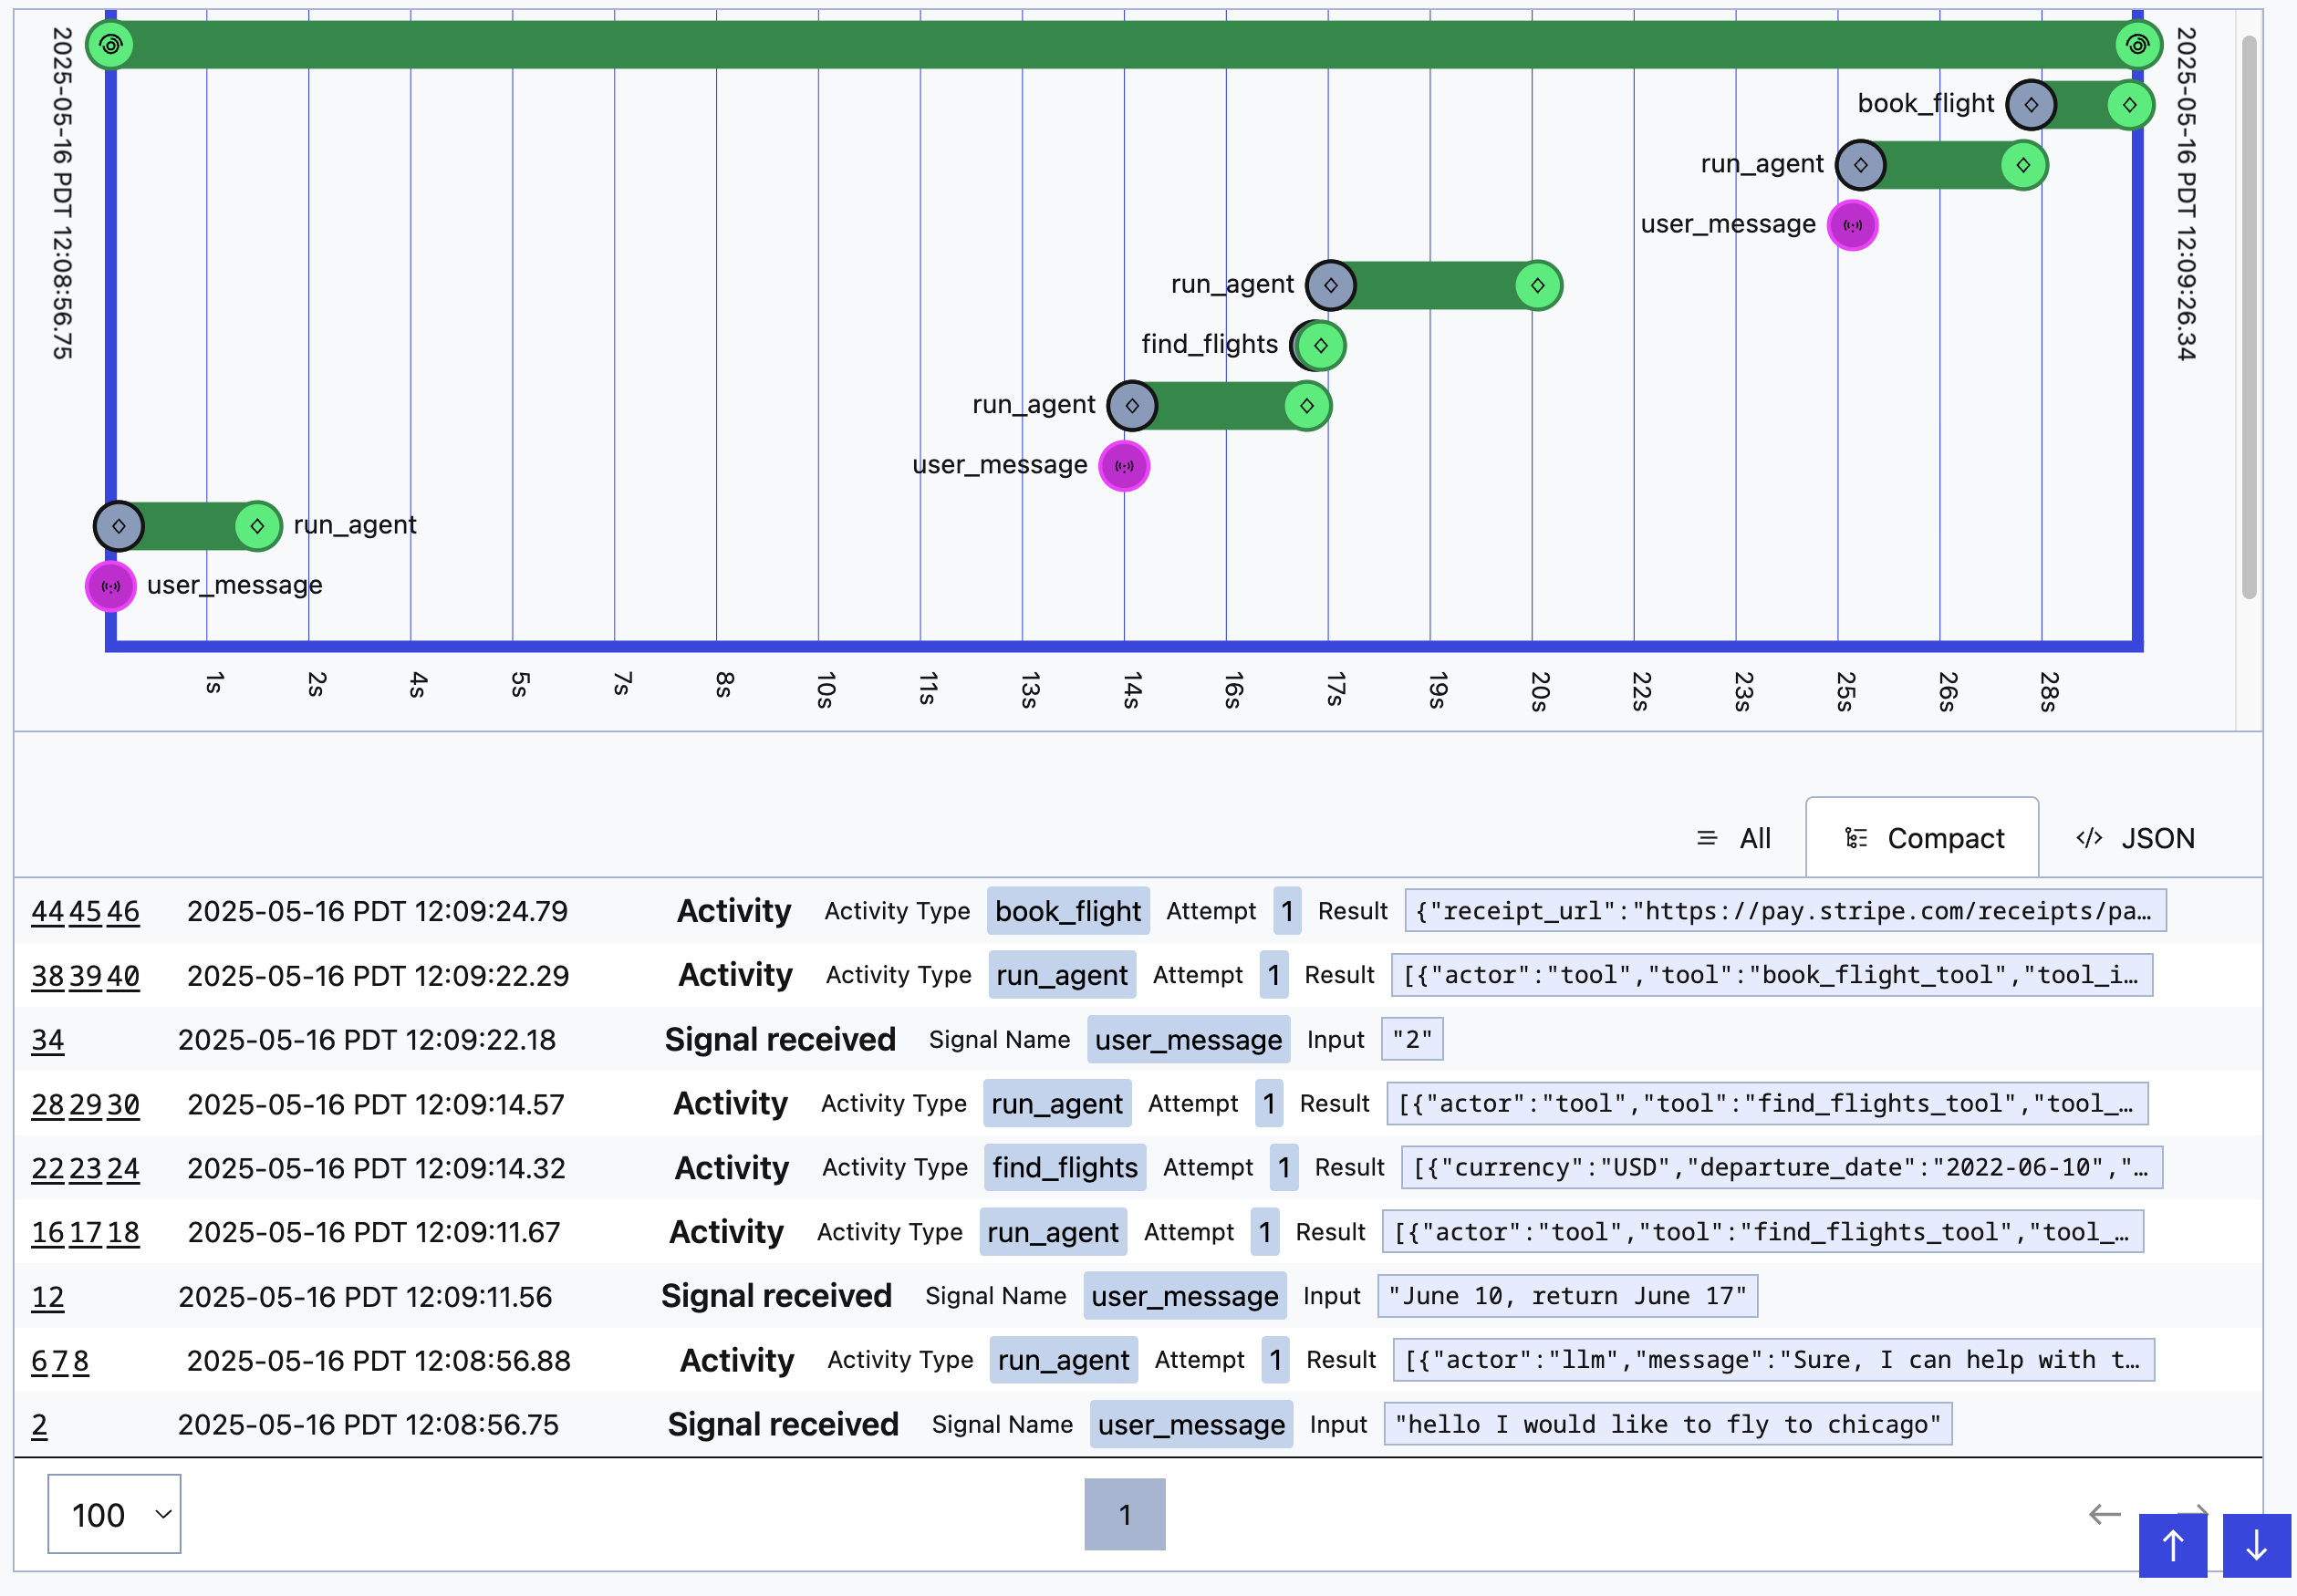 2025-05-16 PDT 12:08:56.75
2025-05-16 PDT 12:09:26.34
book_flight
run_agent
user_message
run_agent
find_flights
run_agent
user_message
run_agent
user_message
1s 2s 4s 5s 7s 8s 10s 11s 13s 14s 16s 17s 19s 20s 22s 23s 25s 26s 28s
All Compact JSON
44 45 46 2025-05-16 PDT 12:09:24.79 Activity Activity Type book_flight Attempt 1 Result {"receipt_url":"https://pay.stripe.com/receipts/pa…
38 39 40 2025-05-16 PDT 12:09:22.29 Activity Activity Type run_agent Attempt 1 Result [{"actor":"tool","tool":"book_flight_tool","tool_i…
34 2025-05-16 PDT 12:09:22.18 Signal received Signal Name user_message Input "2"
28 29 30 2025-05-16 PDT 12:09:14.57 Activity Activity Type run_agent Attempt 1 Result [{"actor":"tool","tool":"find_flights_tool","tool_…
22 23 24 2025-05-16 PDT 12:09:14.32 Activity Activity Type find_flights Attempt 1 Result [{"currency":"USD","departure_date":"2022-06-10","…
16 17 18 2025-05-16 PDT 12:09:11.67 Activity Activity Type run_agent Attempt 1 Result [{"actor":"tool","tool":"find_flights_tool","tool_…
12 2025-05-16 PDT 12:09:11.56 Signal received Signal Name user_message Input "June 10, return June 17"
6 7 8 2025-05-16 PDT 12:08:56.88 Activity Activity Type run_agent Attempt 1 Result [{"actor":"llm","message":"Sure, I can help with t…
2 2025-05-16 PDT 12:08:56.75 Signal received Signal Name user_message Input "hello I would like to fly to chicago"
100 1